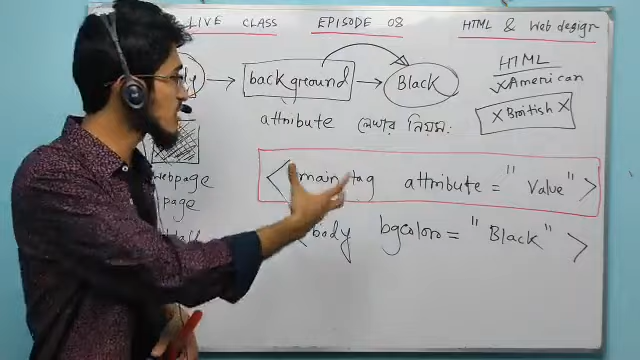 LIVE CLASS EPISODE 08 HTML & Web design
background Black
HTML
American
X British X
attribute লেখার নিয়ম:
< main tag attribute = "Value" >
webpage
page
body bgcolor = "Black" >